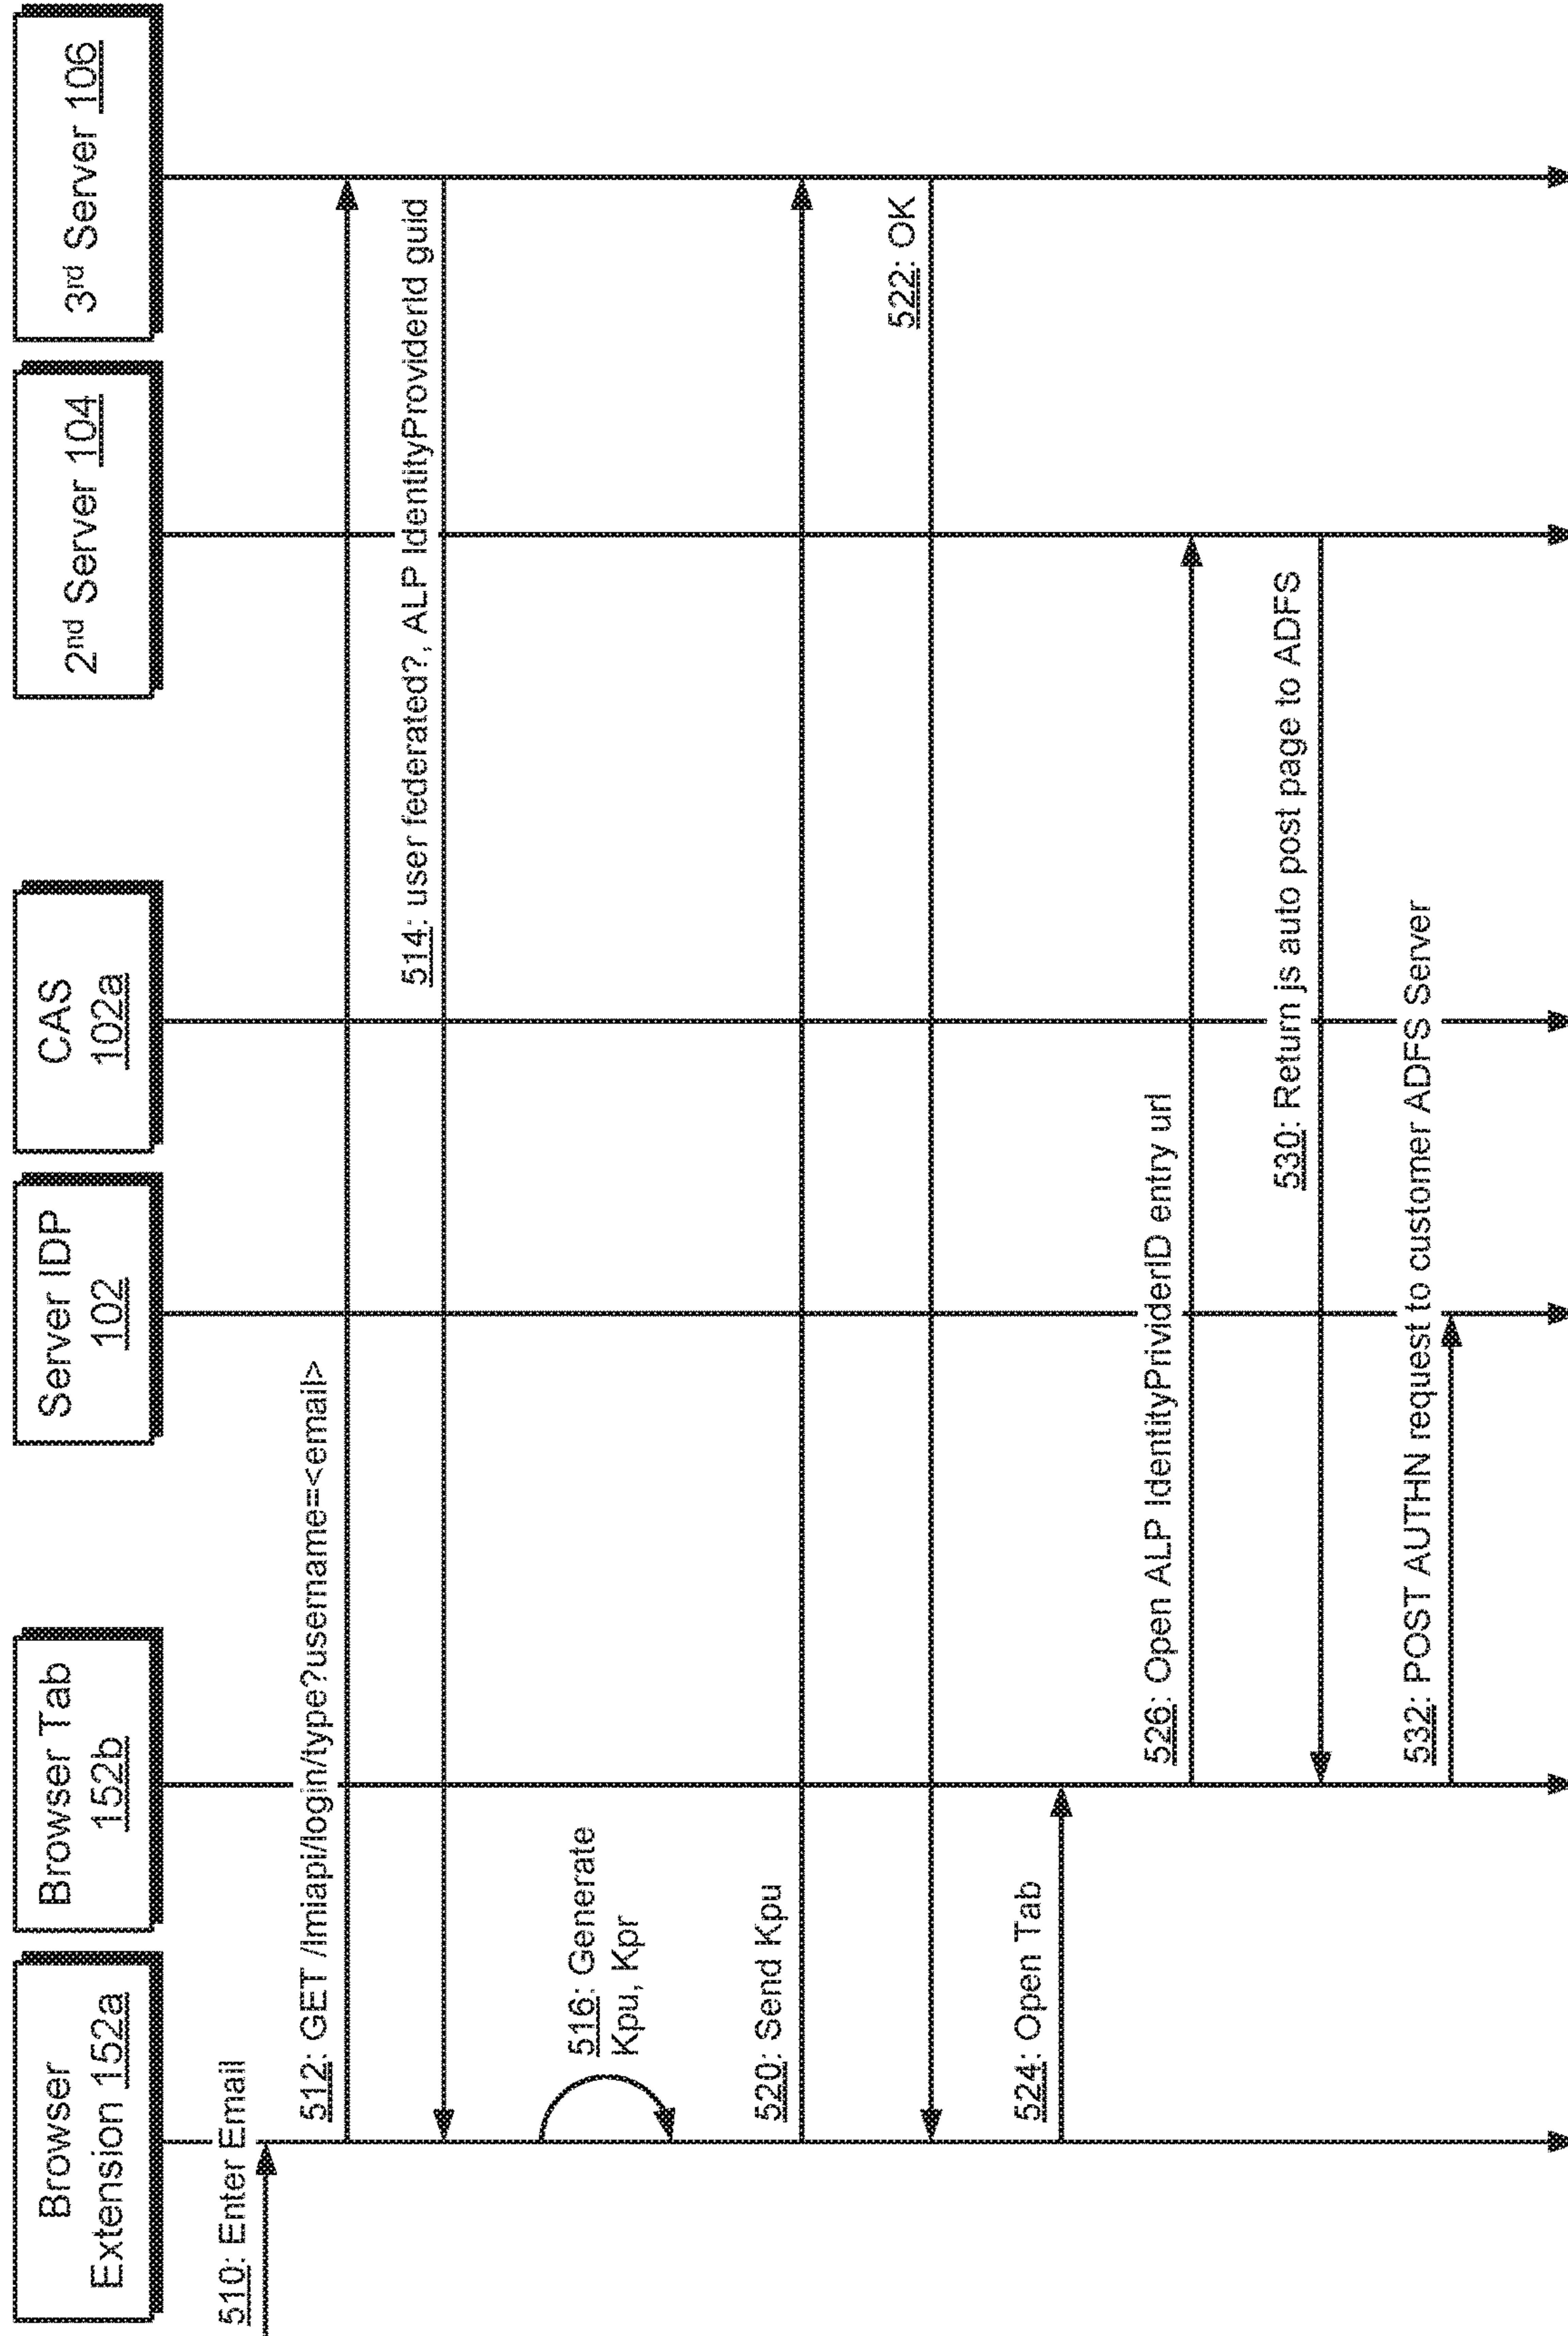 Browser
Extension 152a
Browser Tab
152b
Server IDP
102
CAS
102a
2nd Server 104
3rd Server 106
510: Enter Email
512: GET /lmiapi/login/type?username=<email>
514: user federated?, ALP IdentityProviderId guid
516: Generate
Kpu, Kpr
520: Send Kpu
522: OK
524: Open Tab
526: Open ALP IdentityPrividerID entry url
530: Return js auto post page to ADFS
532: POST AUTHN request to customer ADFS Server